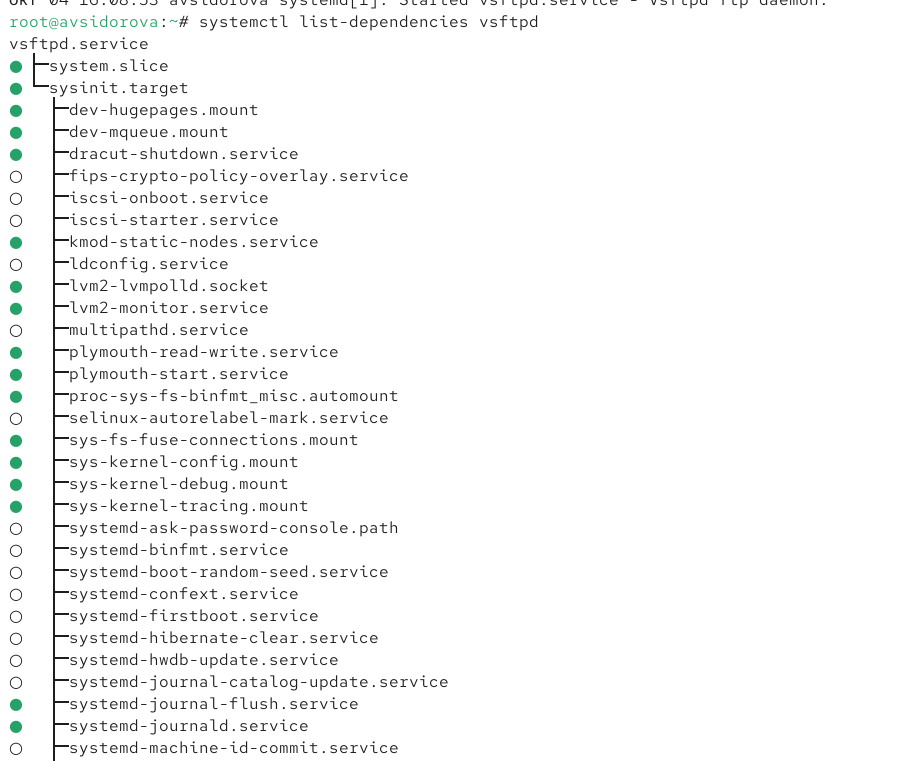 окт 04 16:08:53 avsidorova systemd[1]: Started vsftpd.service - Vsftpd ftp daemon.
root@avsidorova:~# systemctl list-dependencies vsftpd
vsftpd.service
● ├─system.slice
● └─sysinit.target
●   ├─dev-hugepages.mount
●   ├─dev-mqueue.mount
●   ├─dracut-shutdown.service
○   ├─fips-crypto-policy-overlay.service
○   ├─iscsi-onboot.service
○   ├─iscsi-starter.service
●   ├─kmod-static-nodes.service
○   ├─ldconfig.service
●   ├─lvm2-lvmpolld.socket
●   ├─lvm2-monitor.service
○   ├─multipathd.service
●   ├─plymouth-read-write.service
●   ├─plymouth-start.service
●   ├─proc-sys-fs-binfmt_misc.automount
○   ├─selinux-autorelabel-mark.service
●   ├─sys-fs-fuse-connections.mount
●   ├─sys-kernel-config.mount
●   ├─sys-kernel-debug.mount
●   ├─sys-kernel-tracing.mount
○   ├─systemd-ask-password-console.path
○   ├─systemd-binfmt.service
○   ├─systemd-boot-random-seed.service
○   ├─systemd-confext.service
○   ├─systemd-firstboot.service
○   ├─systemd-hibernate-clear.service
○   ├─systemd-hwdb-update.service
○   ├─systemd-journal-catalog-update.service
●   ├─systemd-journal-flush.service
●   ├─systemd-journald.service
○   ├─systemd-machine-id-commit.service